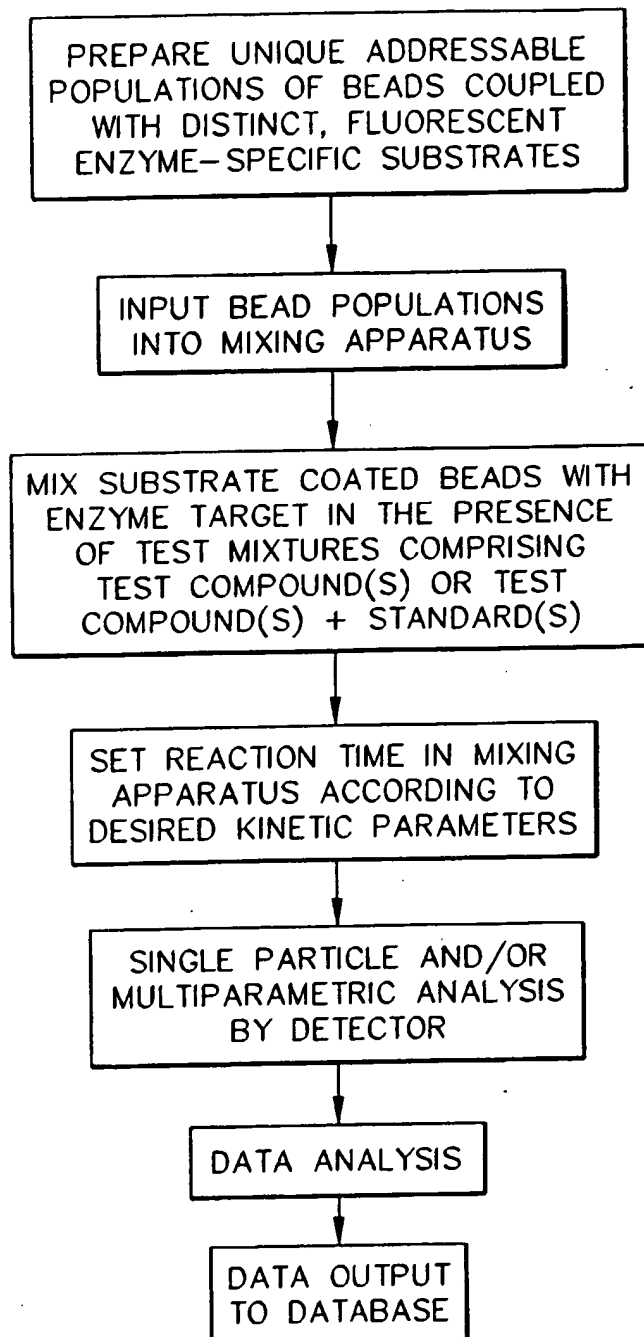 PREPARE UNIQUE ADDRESSABLE
POPULATIONS OF BEADS COUPLED
WITH DISTINCT, FLUORESCENT
ENZYME-SPECIFIC SUBSTRATES
INPUT BEAD POPULATIONS
INTO MIXING APPARATUS
MIX SUBSTRATE COATED BEADS WITH
ENZYME TARGET IN THE PRESENCE
OF TEST MIXTURES COMPRISING
TEST COMPOUND(S) OR TEST
COMPOUND(S) + STANDARD(S)
SET REACTION TIME IN MIXING
APPARATUS ACCORDING TO
DESIRED KINETIC PARAMETERS
SINGLE PARTICLE AND/OR
MULTIPARAMETRIC ANALYSIS
BY DETECTOR
DATA ANALYSIS
DATA OUTPUT
TO DATABASE